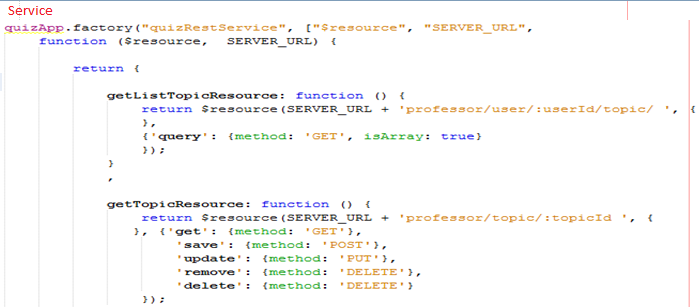 Service
quizApp.factory("quizRestService", ["$resource", "SERVER_URL",
function ($resource, SERVER_URL) {
return {
getListTopicResource: function () {
return $resource(SERVER_URL + 'professor/user/:userId/topic/ ', {
},
{'query': {method: 'GET', isArray: true}
});
}
,
getTopicResource: function () {
return $resource(SERVER_URL + 'professor/topic/:topicId ', {
}, {'get': {method: 'GET'},
'save': {method: 'POST'},
'update': {method: 'PUT'},
'remove': {method: 'DELETE'},
'delete': {method: 'DELETE'}
});